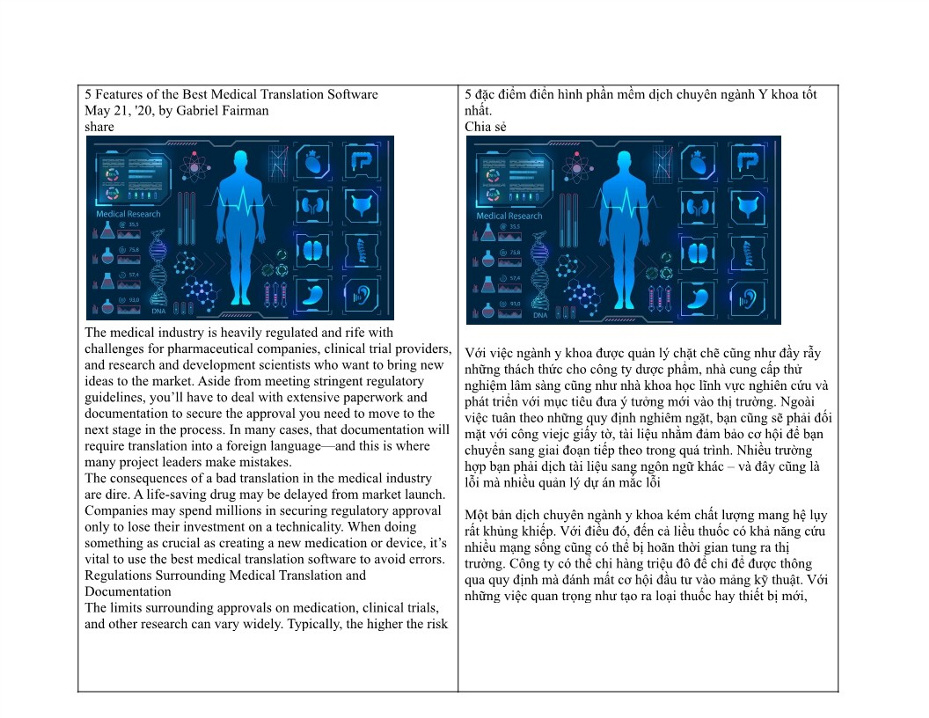 5 Features of the Best Medical Translation Software
May 21, '20, by Gabriel Fairman
share
Medical Research
35,5
75,8
57,4
93,0
DNA
The medical industry is heavily regulated and rife with
challenges for pharmaceutical companies, clinical trial providers,
and research and development scientists who want to bring new
ideas to the market. Aside from meeting stringent regulatory
guidelines, you’ll have to deal with extensive paperwork and
documentation to secure the approval you need to move to the
next stage in the process. In many cases, that documentation will
require translation into a foreign language—and this is where
many project leaders make mistakes.
The consequences of a bad translation in the medical industry
are dire. A life-saving drug may be delayed from market launch.
Companies may spend millions in securing regulatory approval
only to lose their investment on a technicality. When doing
something as crucial as creating a new medication or device, it’s
vital to use the best medical translation software to avoid errors.
Regulations Surrounding Medical Translation and
Documentation
The limits surrounding approvals on medication, clinical trials,
and other research can vary widely. Typically, the higher the risk
5 đặc điểm điển hình phần mềm dịch chuyên ngành Y khoa tốt
nhất.
Chia sẻ
Medical Research
35,5
75,8
57,4
93,0
DNA
Với việc ngành y khoa được quản lý chặt chẽ cũng như đầy rẫy
những thách thức cho công ty dược phẩm, nhà cung cấp thử
nghiệm lâm sàng cũng như nhà khoa học lĩnh vực nghiên cứu và
phát triển với mục tiêu đưa ý tưởng mới vào thị trường. Ngoài
việc tuân theo những quy định nghiêm ngặt, bạn cũng sẽ phải đối
mặt với công viejc giấy tờ, tài liệu nhằm đảm bảo cơ hội để bạn
chuyển sang giai đoạn tiếp theo trong quá trình. Nhiều trường
hợp bạn phải dịch tài liệu sang ngôn ngữ khác – và đây cũng là
lỗi mà nhiều quản lý dự án mắc lỗi
Một bản dịch chuyên ngành y khoa kém chất lượng mang hệ lụy
rất khủng khiếp. Với điều đó, đến cả liều thuốc có khả năng cứu
nhiều mạng sống cũng có thể bị hoãn thời gian tung ra thị
trường. Công ty có thể chi hàng triệu đô để chỉ để được thông
qua quy định mà đánh mất cơ hội đầu tư vào mảng kỹ thuật. Với
những việc quan trọng như tạo ra loại thuốc hay thiết bị mới,